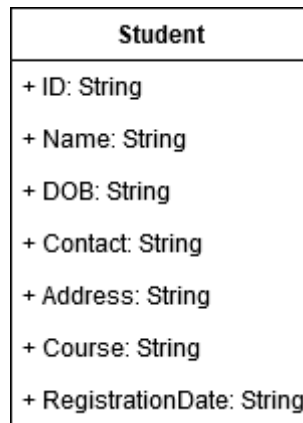 Student
+ ID: String
+ Name: String
+ DOB: String
+ Contact: String
+ Address: String
+ Course: String
+ RegistrationDate: String